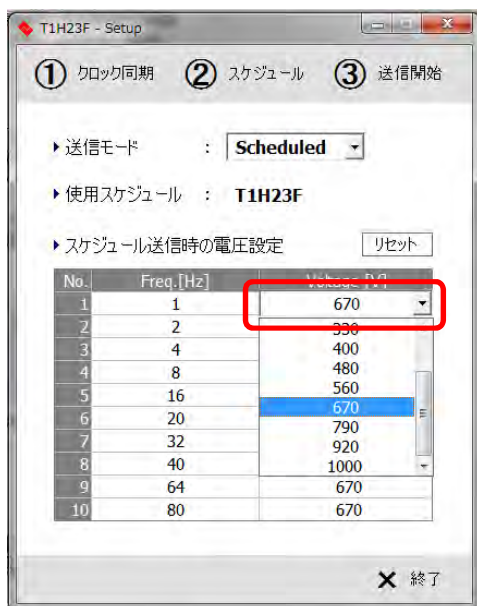 T1H23F - Setup
① クロック同期 ② スケジュール ③ 送信開始
送信モード : Scheduled
使用スケジュール : T1H23F
スケジュール送信時の電圧設定 リセット
No. Freq.[Hz] Voltage [V]
1 1 670
2 2 330
3 4 400
4 8 480
5 16 560
670
6 20 790
7 32 920
8 40 1000
9 64 670
10 80 670
✕ 終了